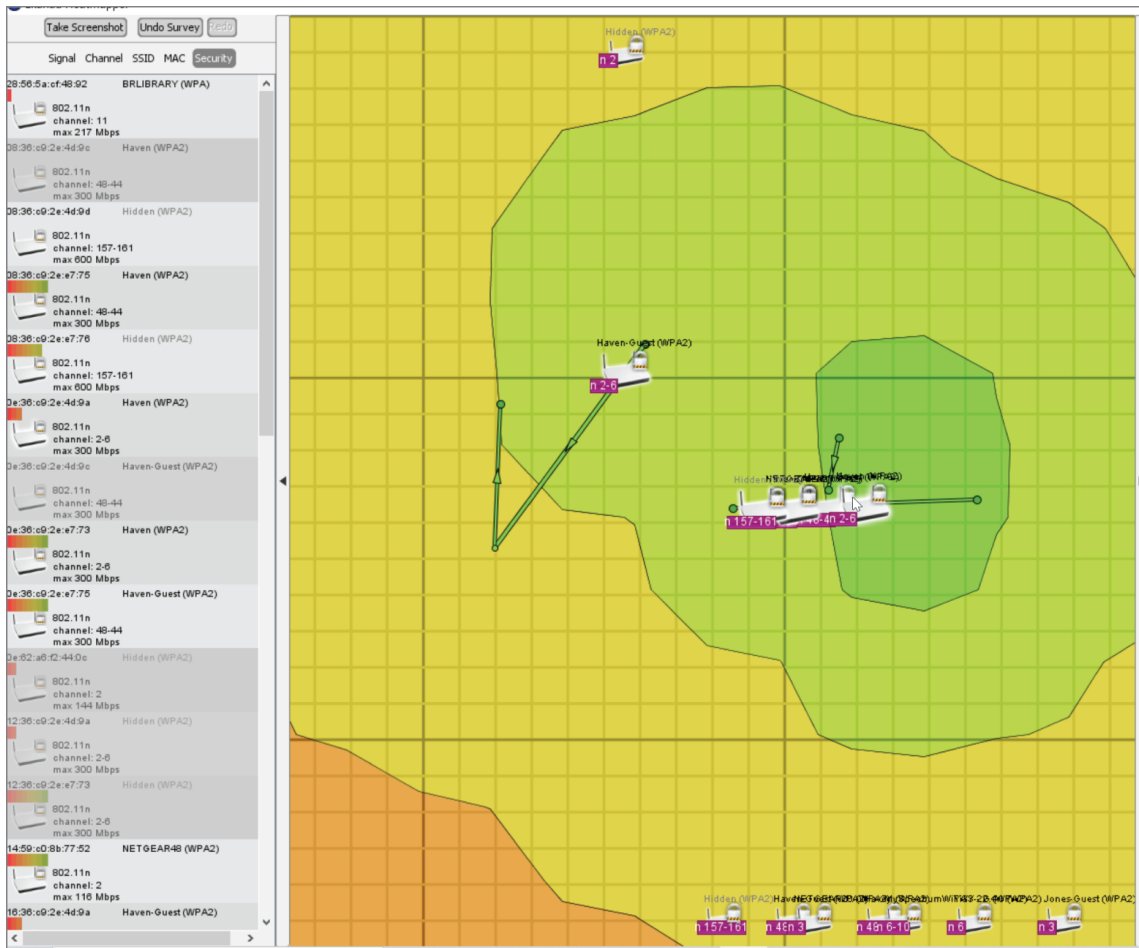 Take Screenshot Undo Survey Redo
Signal Channel SSID MAC Security
28:56:5a:cf:48:92 BRLIBRARY (WPA)
802.11n
channel: 11
max 217 Mbps
08:36:c9:2e:4d:9c Haven (WPA2)
802.11n
channel: 48-44
max 300 Mbps
08:36:c9:2e:4d:9d Hidden (WPA2)
802.11n
channel: 157-161
max 600 Mbps
08:36:c9:2e:e7:75 Haven (WPA2)
802.11n
channel: 48-44
max 300 Mbps
08:36:c9:2e:e7:76 Hidden (WPA2)
802.11n
channel: 157-161
max 600 Mbps
0e:36:c9:2e:4d:9a Haven (WPA2)
802.11n
channel: 2-6
max 300 Mbps
0e:36:c9:2e:4d:9c Haven-Guest (WPA2)
802.11n
channel: 48-44
max 300 Mbps
0e:36:c9:2e:e7:73 Haven (WPA2)
802.11n
channel: 2-6
max 300 Mbps
0e:36:c9:2e:e7:75 Haven-Guest (WPA2)
802.11n
channel: 48-44
max 300 Mbps
0e:62:a6:f2:44:0c Hidden (WPA2)
802.11n
channel: 2
max 144 Mbps
12:36:c9:2e:4d:9a Hidden (WPA2)
802.11n
channel: 2-6
max 300 Mbps
12:36:c9:2e:e7:73 Hidden (WPA2)
802.11n
channel: 2-6
max 300 Mbps
14:59:c0:8b:77:52 NETGEAR48 (WPA2)
802.11n
channel: 2
max 116 Mbps
16:36:c9:2e:4d:9a Haven-Guest (WPA2)
Hidden (WPA2)
n 2
Haven-Guest (WPA2)
n 2-6
Hidden
n 157-161 n 2-6
Hidden (WPA2) Jones-Guest (WPA2)
n 157-161 n 48 n 3 n 48 n 6-10 n 6 n 3